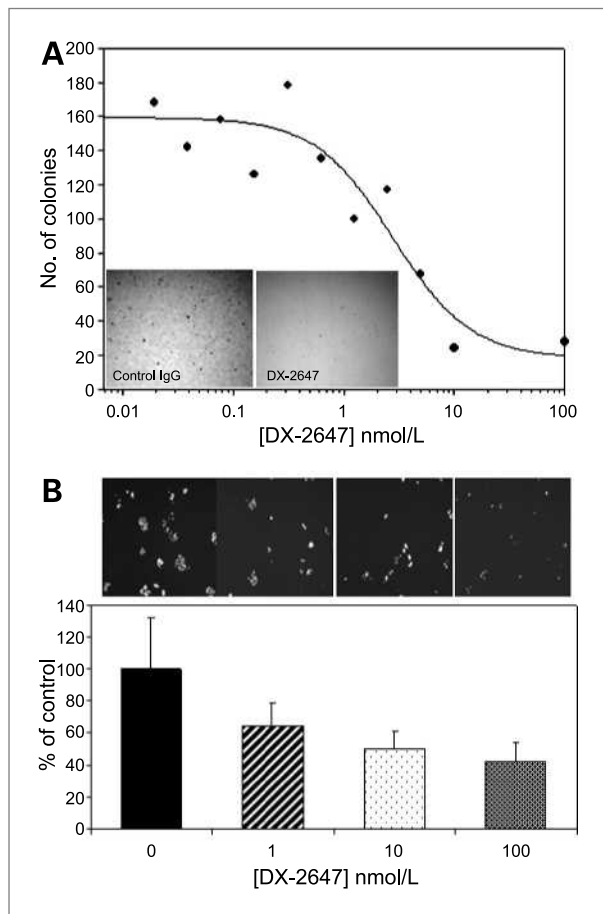 A
200
180
160
140
120
100
80
60
40
20
0
No. of colonies
Control IgG
DX-2647
0.01 0.1 1 10 100
[DX-2647] nmol/L
B
140
120
100
80
60
40
20
0
% of control
0 1 10 100
[DX-2647] nmol/L